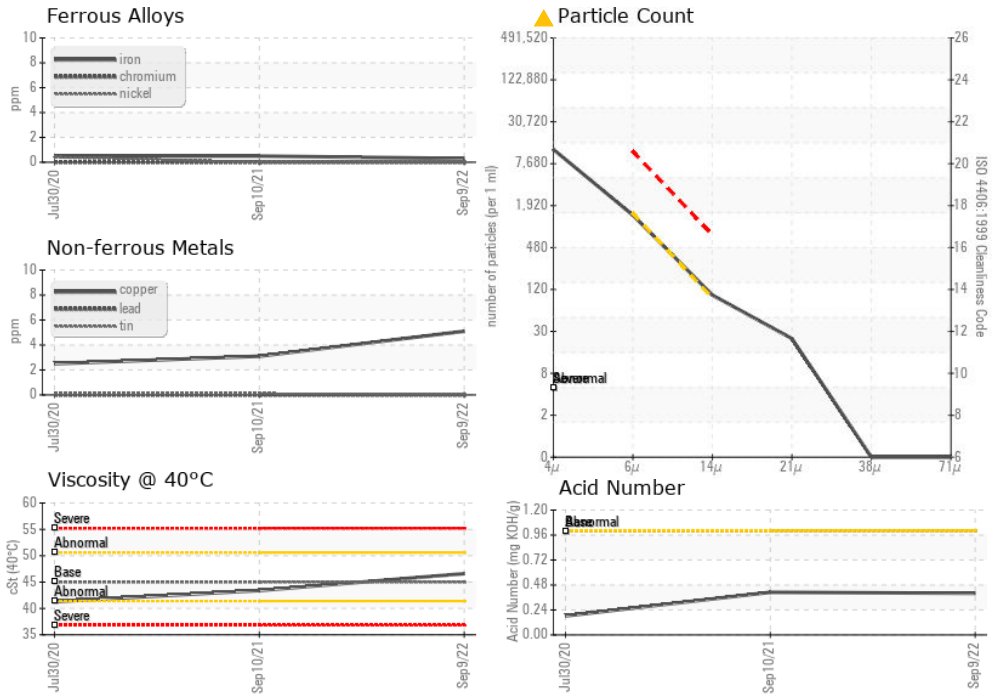 Ferrous Alloys
10
8
6
4
2
0
ppm
iron
chromium
nickel
Jul30/20
Sep10/21
Sep9/22
Non-ferrous Metals
10
8
6
4
2
0
ppm
copper
lead
tin
Jul30/20
Sep10/21
Sep9/22
Viscosity @ 40°C
60
55
50
45
40
35
cSt (40°C)
Severe
Abnormal
Base
Abnormal
Severe
Jul30/20
Sep10/21
Sep9/22
Particle Count
491,520
122,880
30,720
7,680
1,920
480
120
30
8
2
0
number of particles (per 1 ml)
Abnormal
26
24
22
20
18
16
14
12
10
8
6
ISO 4406:1999 Cleanliness Code
4µ
6µ
14µ
21µ
38µ
71µ
Acid Number
1.20
0.96
0.72
0.48
0.24
0.00
Acid Number (mg KOH/g)
Abnormal
Jul30/20
Sep10/21
Sep9/22